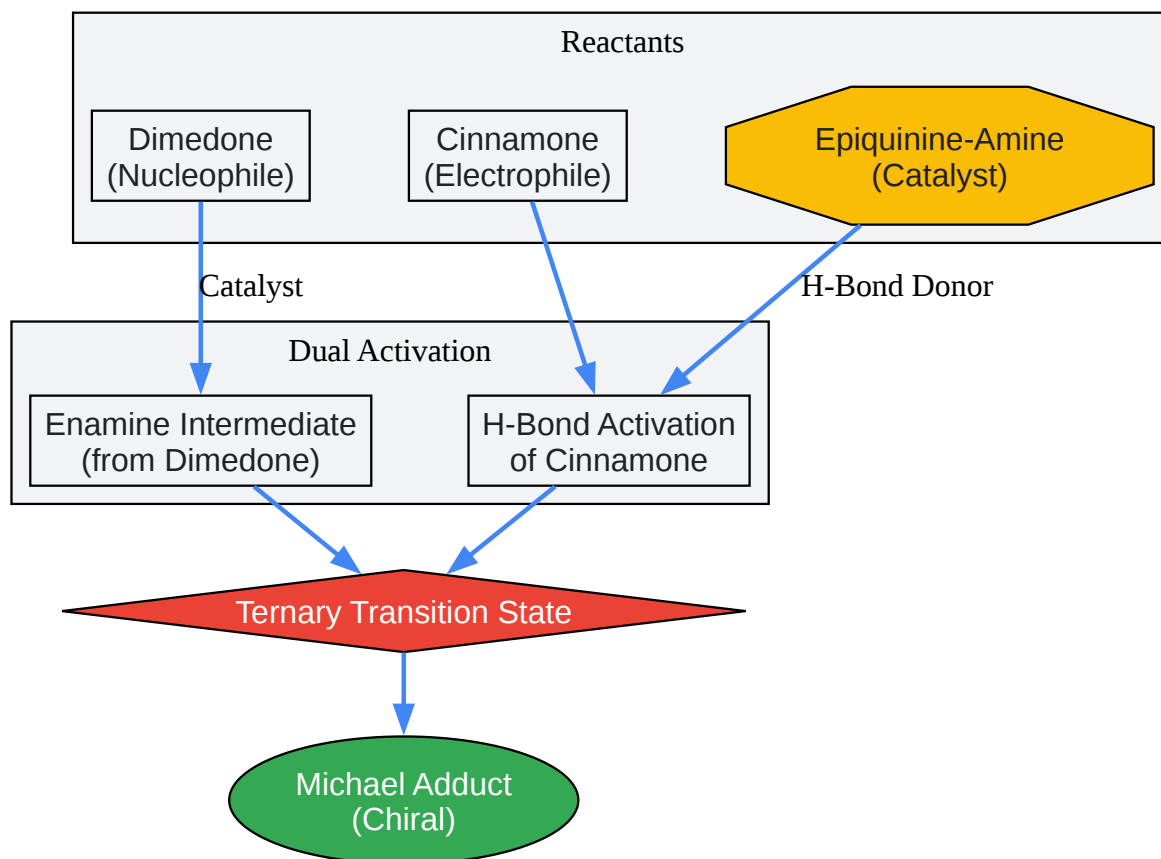 Reactants
Dimedone
(Nucleophile)
Cinnamone
(Electrophile)
Epiquinine-Amine
(Catalyst)
Catalyst
H-Bond Donor
Dual Activation
Enamine Intermediate
(from Dimedone)
H-Bond Activation
of Cinnamone
Ternary Transition State
Michael Adduct
(Chiral)